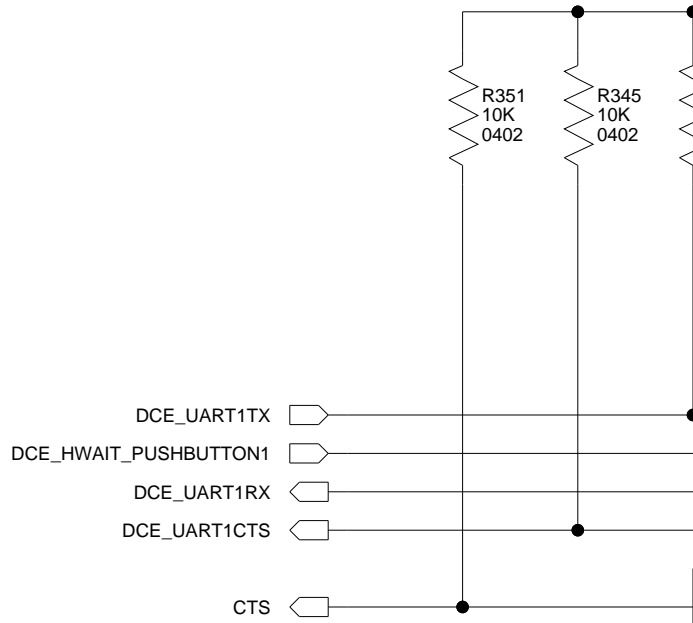 R351
10K
0402
R345
10K
0402
DCE_UART1TX
DCE_HWAIT_PUSHBUTTON1
DCE_UART1RX
DCE_UART1CTS
CTS